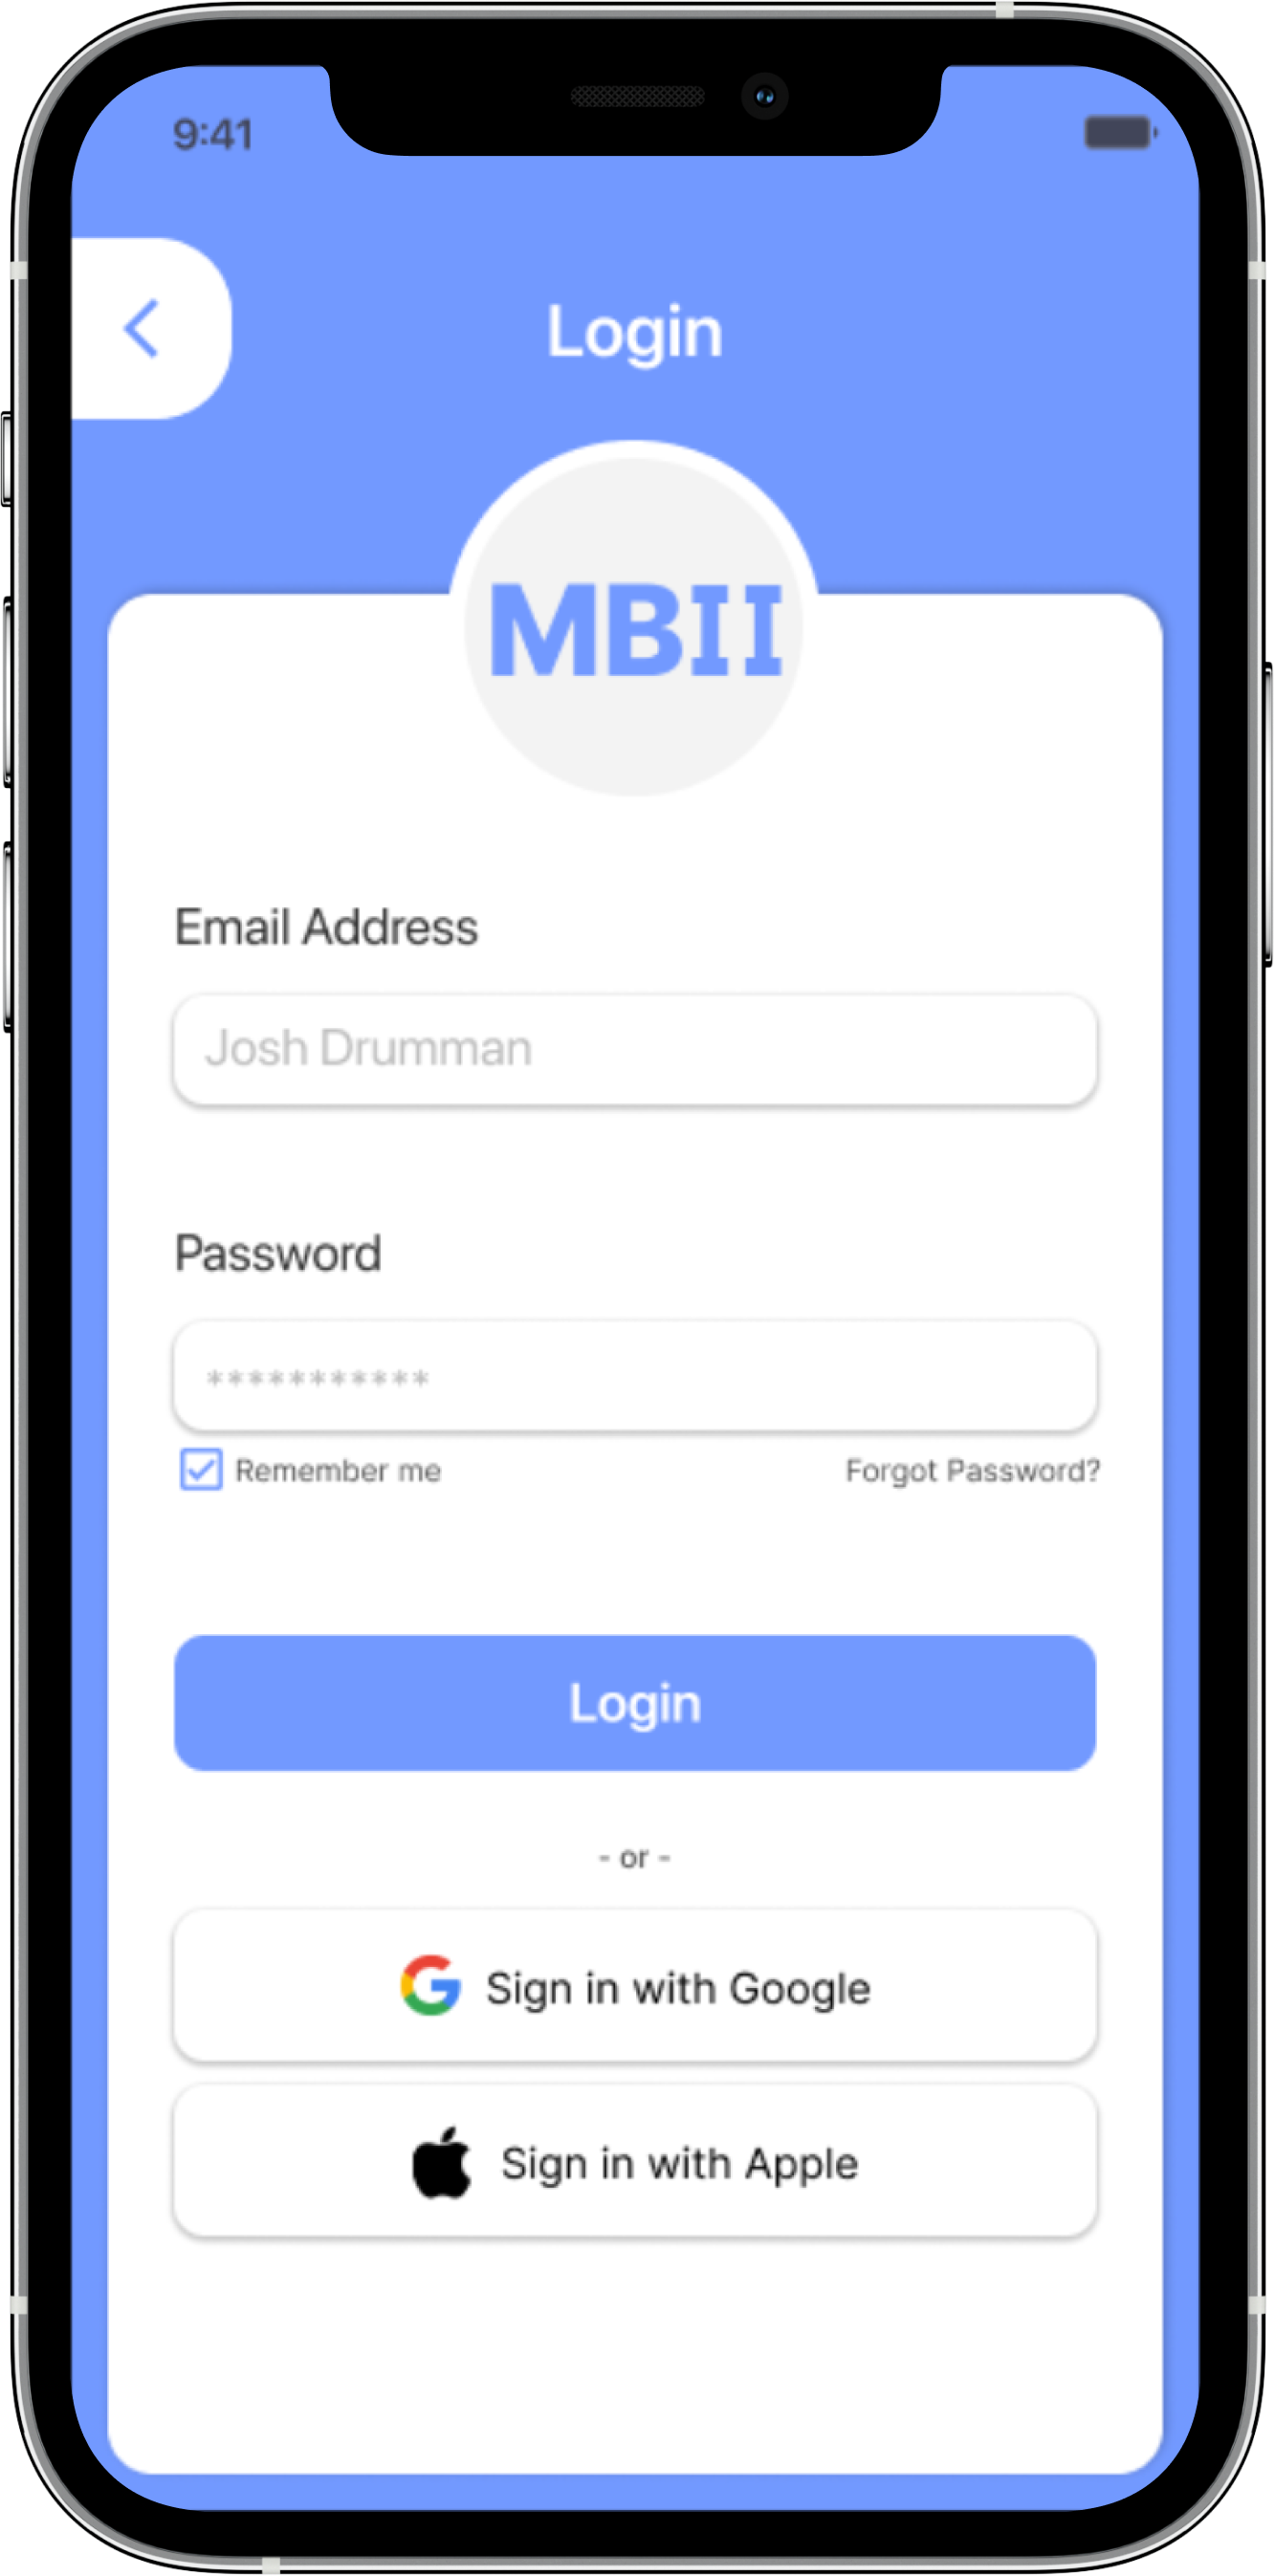 9:41
Login
MBII
Email Address
Josh Drumman
Password
***********
Remember me
Forgot Password?
Login
- or -
Sign in with Google
Sign in with Apple